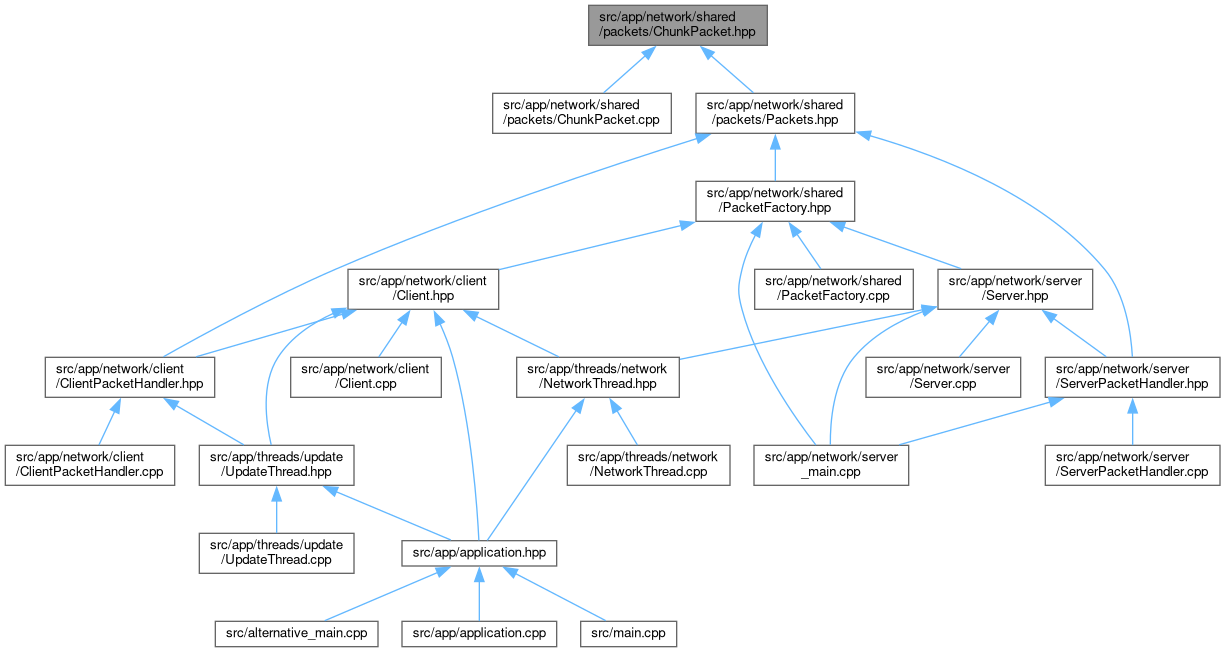 src/app/network/shared
/packets/ChunkPacket.hpp
src/app/network/shared
/packets/ChunkPacket.cpp
src/app/network/shared
/packets/Packets.hpp
src/app/network/shared
/PacketFactory.hpp
src/app/network/client
/Client.hpp
src/app/network/shared
/PacketFactory.cpp
src/app/network/server
/Server.hpp
src/app/network/client
/ClientPacketHandler.hpp
src/app/network/client
/Client.cpp
src/app/threads/network
/NetworkThread.hpp
src/app/network/server
/Server.cpp
src/app/network/server
/ServerPacketHandler.hpp
src/app/network/client
/ClientPacketHandler.cpp
src/app/threads/update
/UpdateThread.hpp
src/app/threads/network
/NetworkThread.cpp
src/app/network/server
_main.cpp
src/app/network/server
/ServerPacketHandler.cpp
src/app/threads/update
/UpdateThread.cpp
src/app/application.hpp
src/alternative_main.cpp
src/app/application.cpp
src/main.cpp